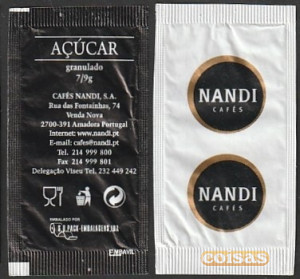 AÇÚCAR
granulado
7/9g
CAFÉS NANDI, S.A.
Rua das Fontaínhas, 74
Venda Nova
2700-391 Amadora Portugal
Internet: www.nandi.pt
E-mail: cafes@nandi.pt
Tel. 214 999 800
Fax 214 999 801
Delegação Viseu Tel. 232 449 242
EMBALADO POR
PACK-EMBALAGENS
NANDI
CAFÉS
NANDI
CAFÉS
coisas